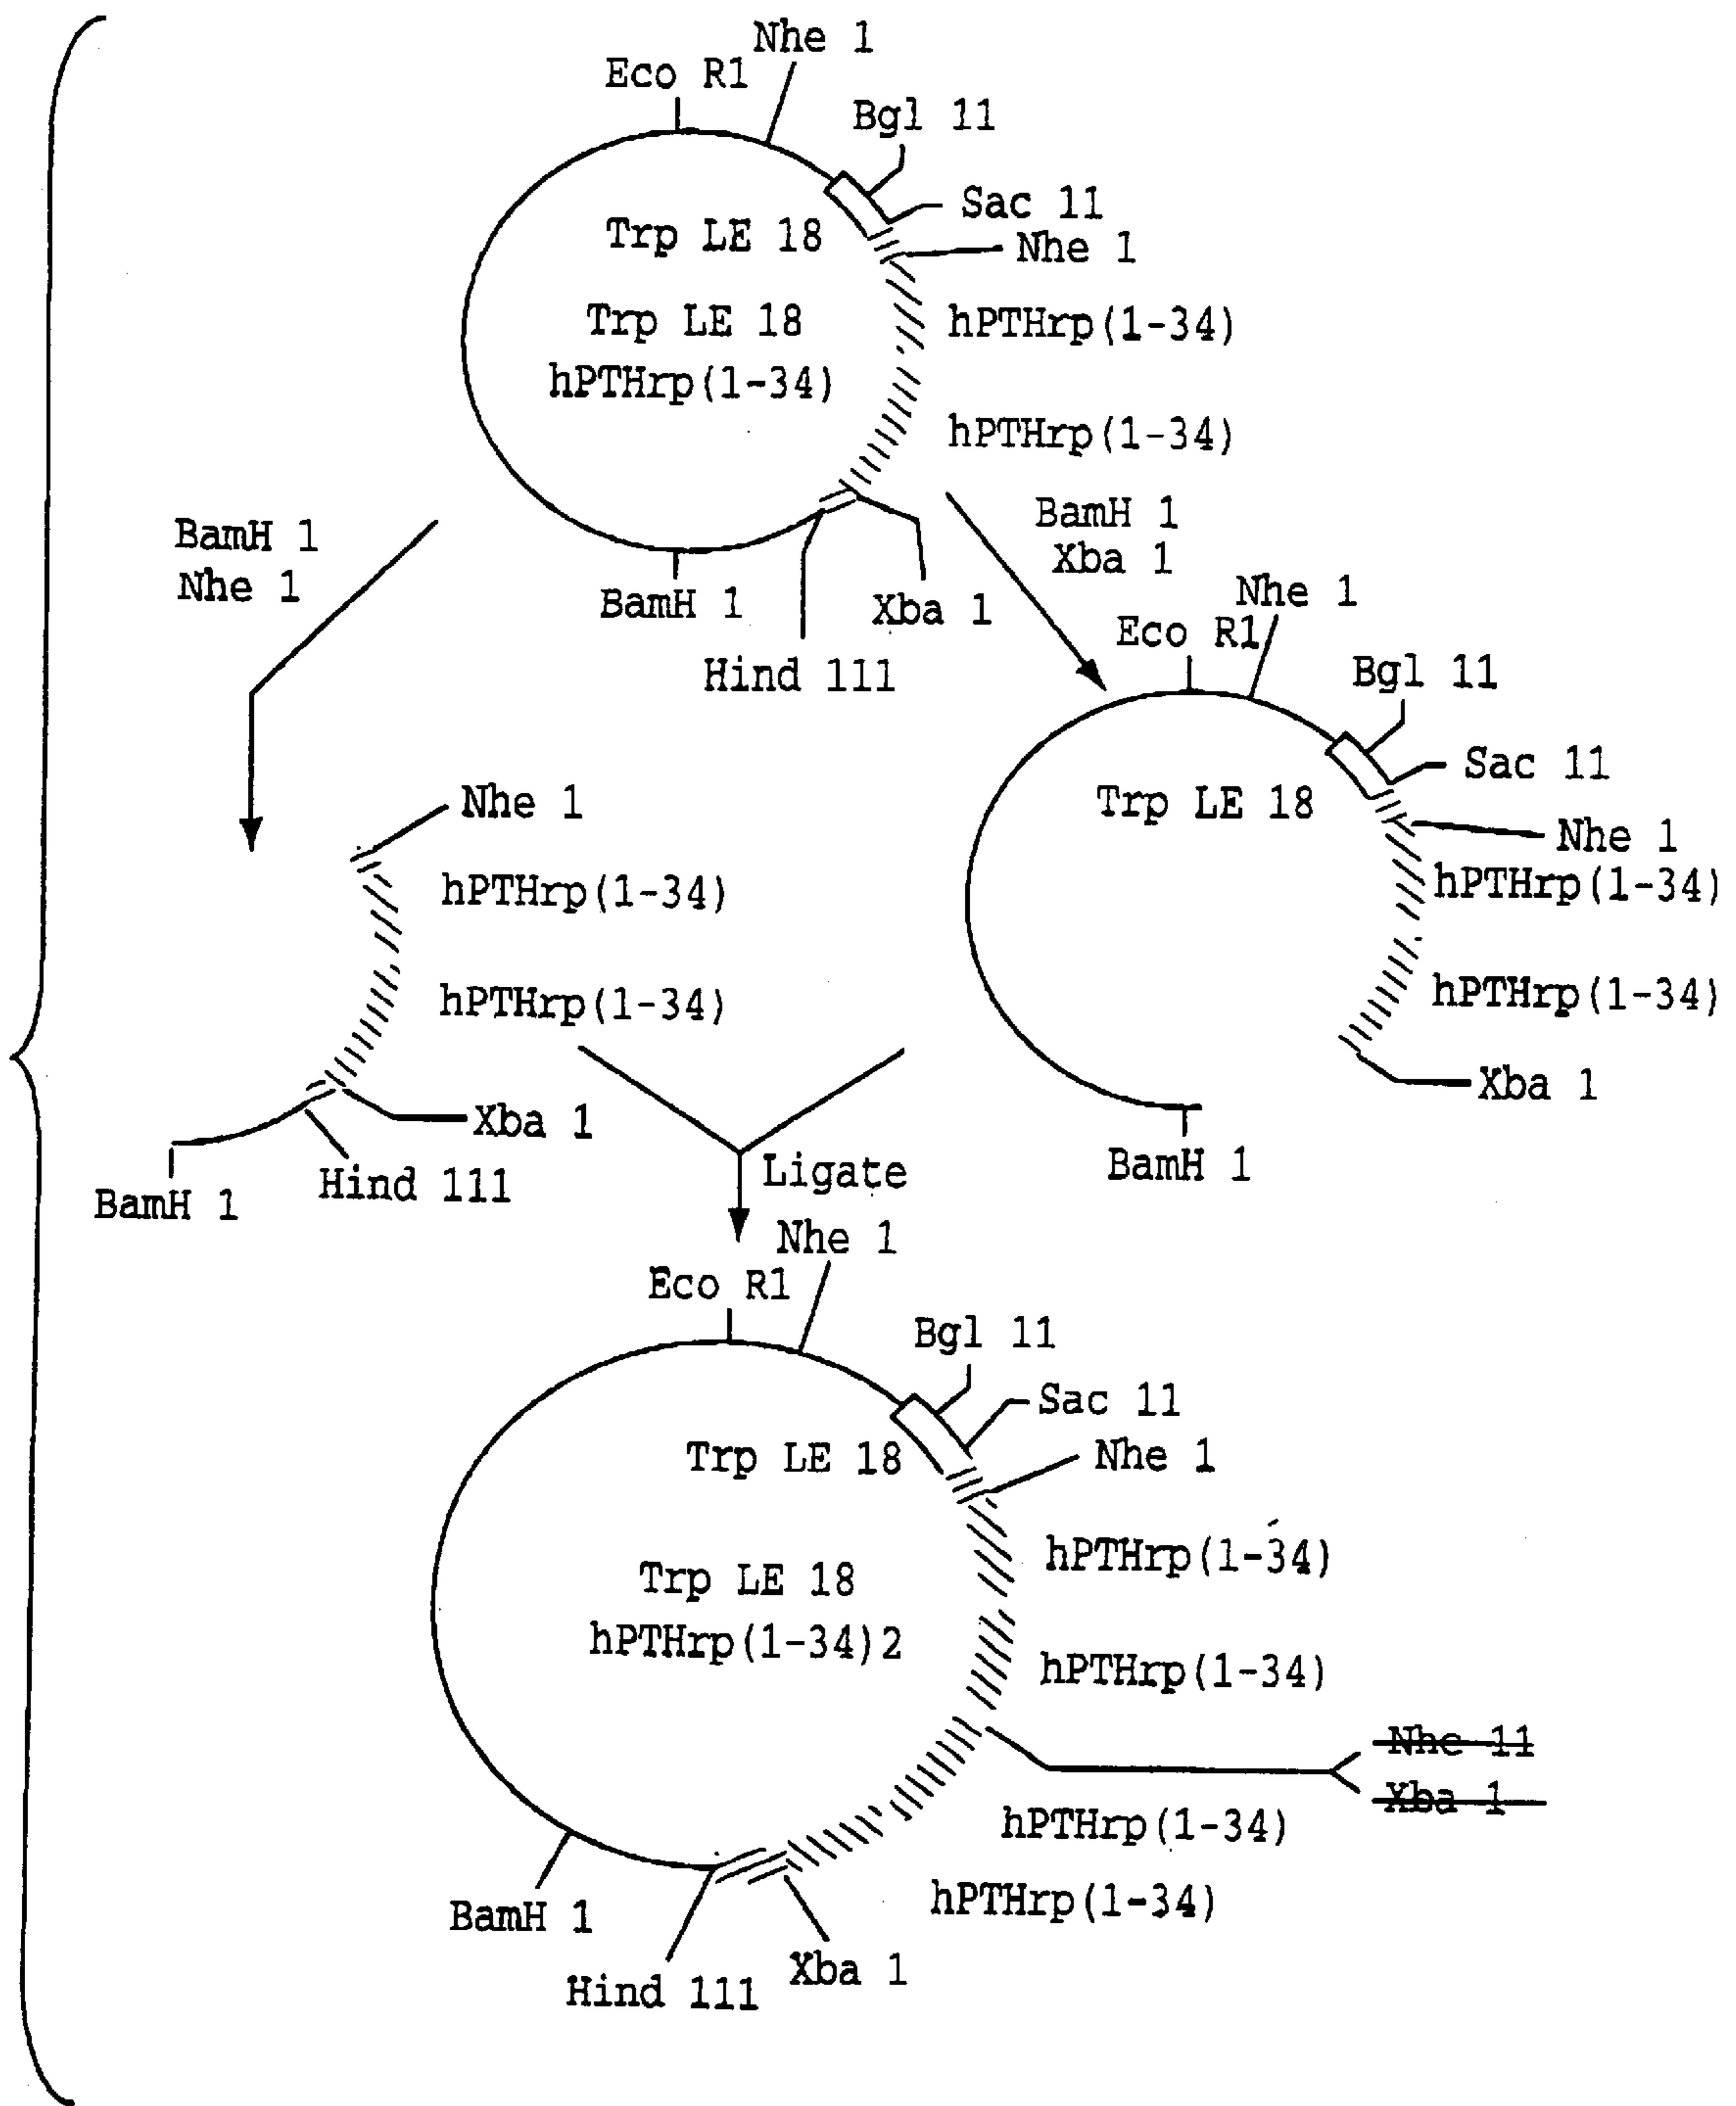 Nhe 1
Eco R1
Bgl 11
Sac 11
Nhe 1
Trp LE 18
Trp LE 18
hPTHrp(1-34)
hPTHrp(1-34)
hPTHrp(1-34)
BamH 1
Nhe 1
BamH 1
Xba 1
BamH 1
Xba 1
Hind 111
Nhe 1
Eco R1
Bgl 11
Sac 11
Nhe 1
Trp LE 18
hPTHrp(1-34)
hPTHrp(1-34)
Xba 1
BamH 1
Nhe 1
hPTHrp(1-34)
hPTHrp(1-34)
Xba 1
Hind 111
BamH 1
Ligate
Nhe 1
Eco R1
Bgl 11
Sac 11
Nhe 1
Trp LE 18
Trp LE 18
hPTHrp(1-34)2
hPTHrp(1-34)
hPTHrp(1-34)
Nhe 11
Xba 1
hPTHrp(1-34)
hPTHrp(1-34)
BamH 1
Hind 111
Xba 1